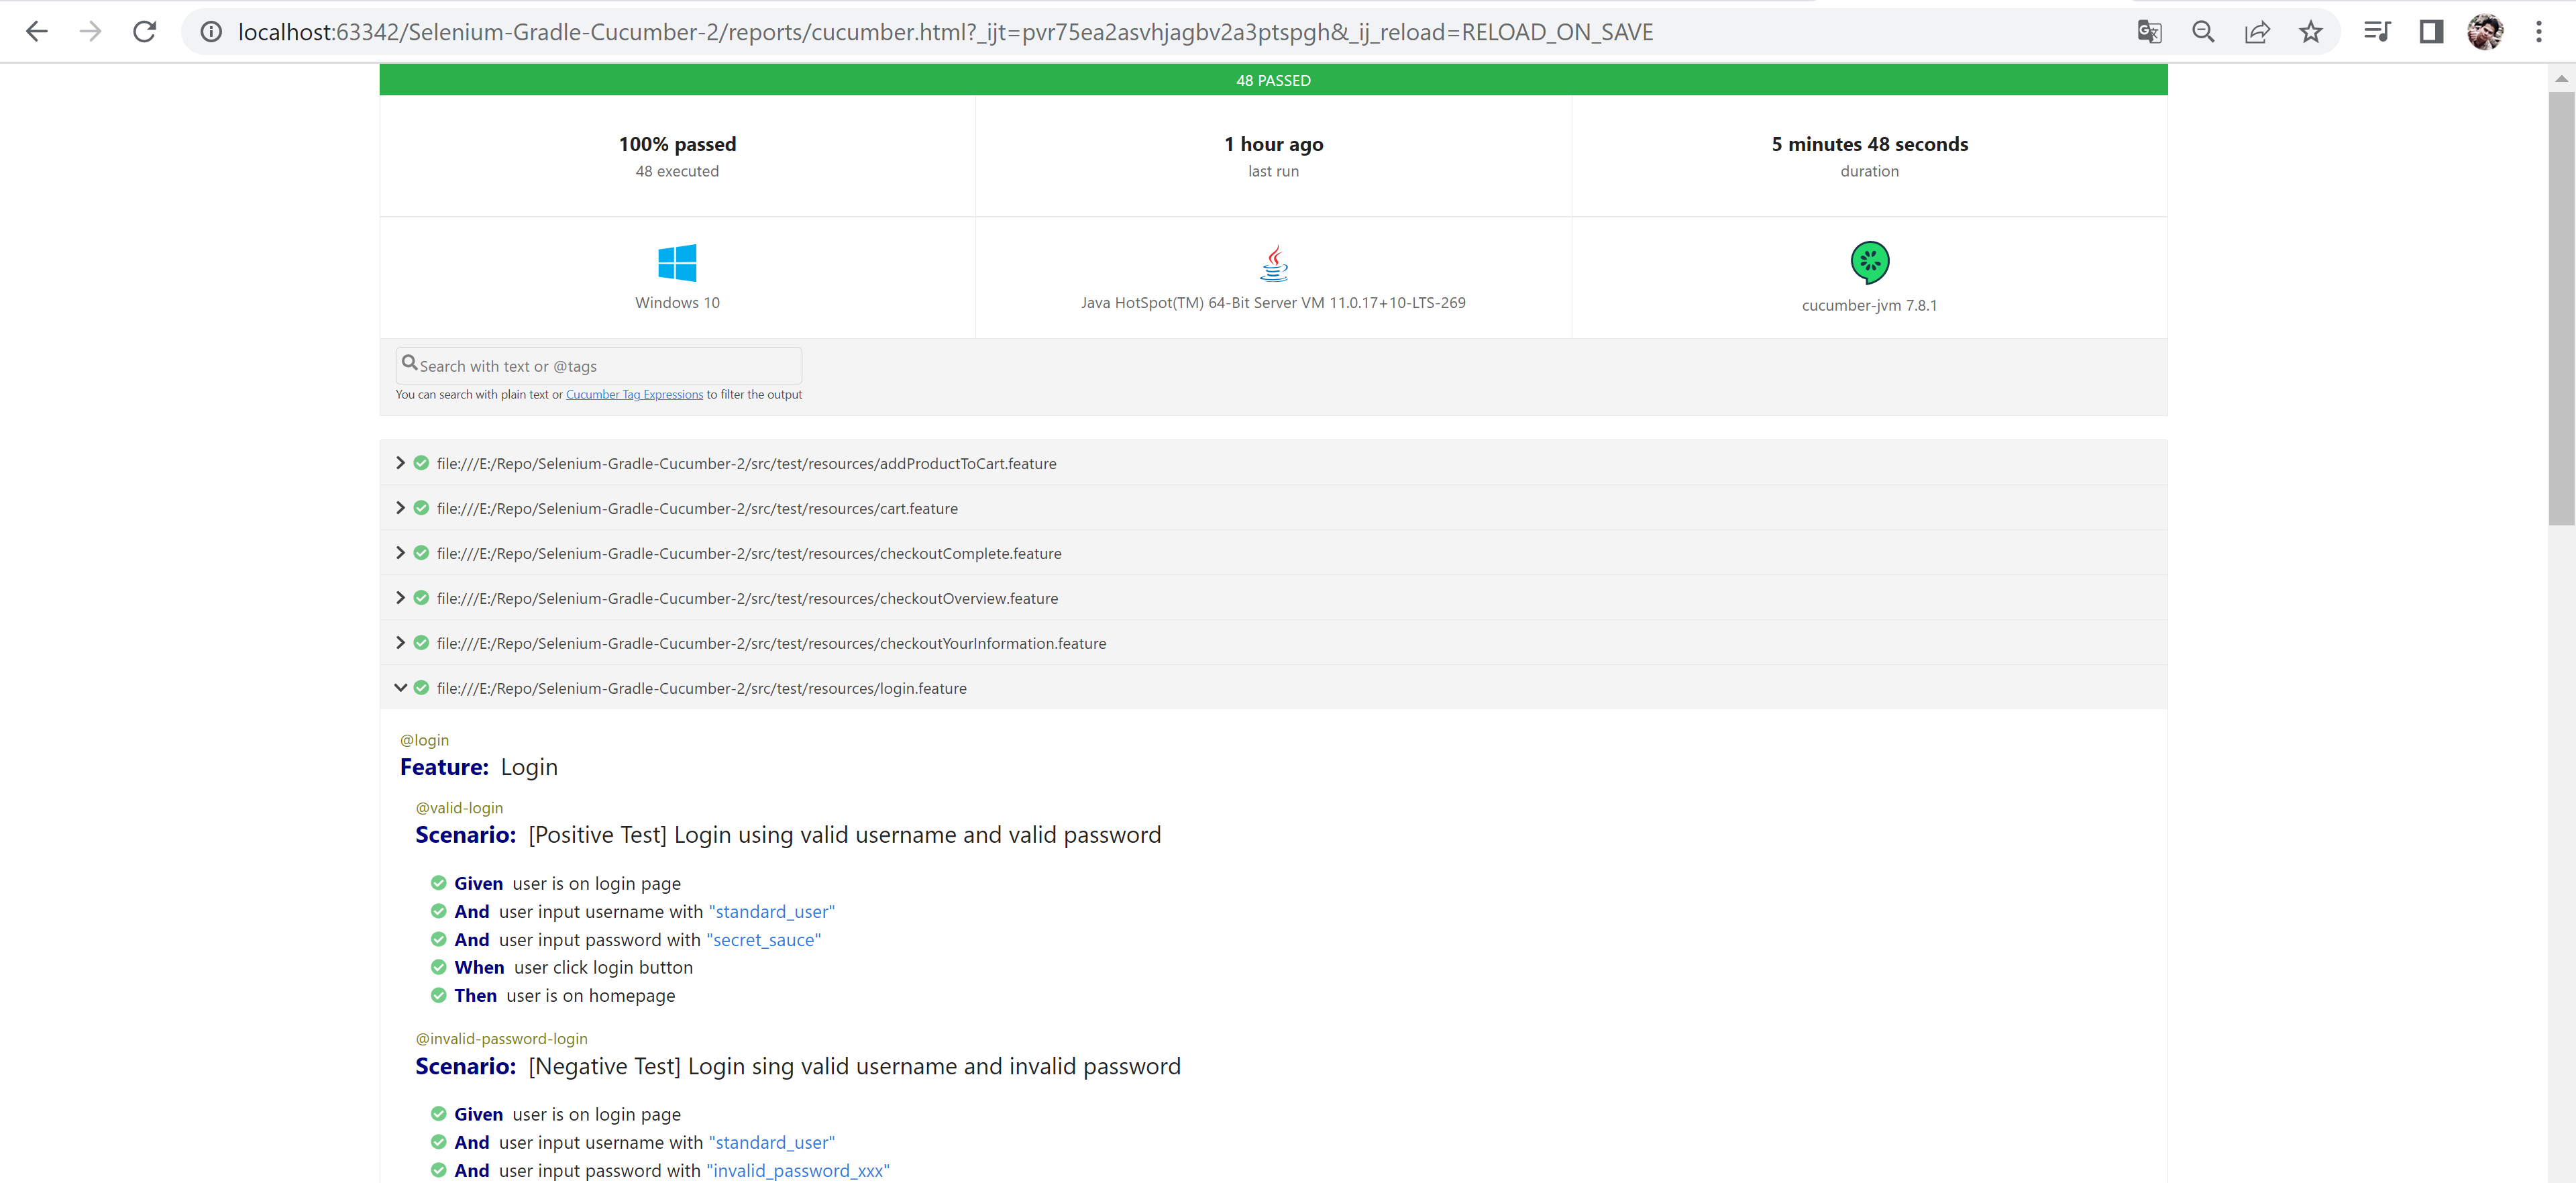 localhost:63342/Selenium-Gradle-Cucumber-2/reports/cucumber.html?_ijt=pvr75ea2asvhjagbv2a3ptspgh&_ij_reload=RELOAD_ON_SAVE
48 PASSED
100% passed
48 executed
1 hour ago
last run
5 minutes 48 seconds
duration
Windows 10
Java HotSpot(TM) 64-Bit Server VM 11.0.17+10-LTS-269
cucumber-jvm 7.8.1
Search with text or @tags
You can search with plain text or Cucumber Tag Expressions to filter the output
file:///E:/Repo/Selenium-Gradle-Cucumber-2/src/test/resources/addProductToCart.feature
file:///E:/Repo/Selenium-Gradle-Cucumber-2/src/test/resources/cart.feature
file:///E:/Repo/Selenium-Gradle-Cucumber-2/src/test/resources/checkoutComplete.feature
file:///E:/Repo/Selenium-Gradle-Cucumber-2/src/test/resources/checkoutOverview.feature
file:///E:/Repo/Selenium-Gradle-Cucumber-2/src/test/resources/checkoutYourInformation.feature
file:///E:/Repo/Selenium-Gradle-Cucumber-2/src/test/resources/login.feature
@login
Feature: Login
@valid-login
Scenario: [Positive Test] Login using valid username and valid password
Given user is on login page
And user input username with "standard_user"
And user input password with "secret_sauce"
When user click login button
Then user is on homepage
@invalid-password-login
Scenario: [Negative Test] Login sing valid username and invalid password
Given user is on login page
And user input username with "standard_user"
And user input password with "invalid_password_xxx"